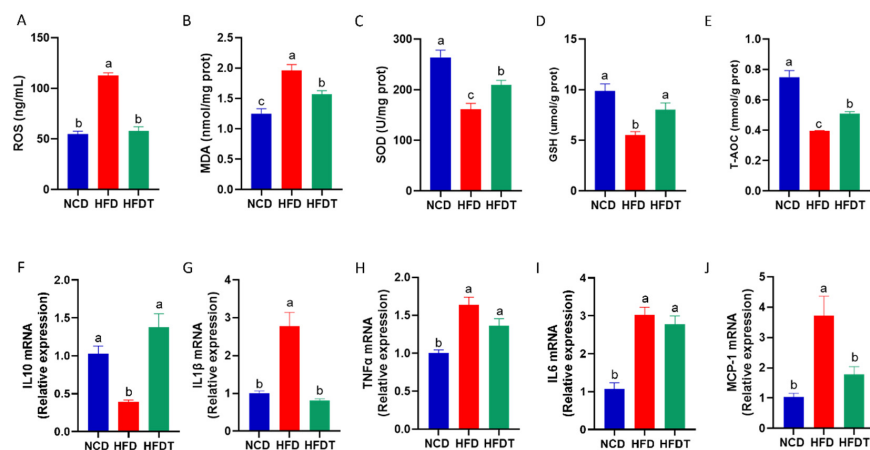 A
ROS (ng/mL)
150
100
50
0
b
a
b
NCD HFD HFDT
B
MDA (nmol/mg prot)
2.5
2.0
1.5
1.0
0.5
0.0
c
a
b
NCD HFD HFDT
C
SOD (U/mg prot)
300
200
100
0
a
c
b
NCD HFD HFDT
D
GSH (umol/g prot)
15
10
5
0
a
b
a
NCD HFD HFDT
E
T-AOC (mmol/g prot)
1.0
0.8
0.6
0.4
0.2
0.0
a
c
b
NCD HFD HFDT
F
IL10 mRNA
(Relative expression)
2.0
1.5
1.0
0.5
0.0
a
b
a
NCD HFD HFDT
G
IL1β mRNA
(Relative expression)
4
3
2
1
0
b
a
b
NCD HFD HFDT
H
TNFα mRNA
(Relative expression)
2.0
1.5
1.0
0.5
0.0
b
a
a
NCD HFD HFDT
I
IL6 mRNA
(Relative expression)
4
3
2
1
0
b
a
a
NCD HFD HFDT
J
MCP-1 mRNA
(Relative expression)
5
4
3
2
1
0
b
a
b
NCD HFD HFDT